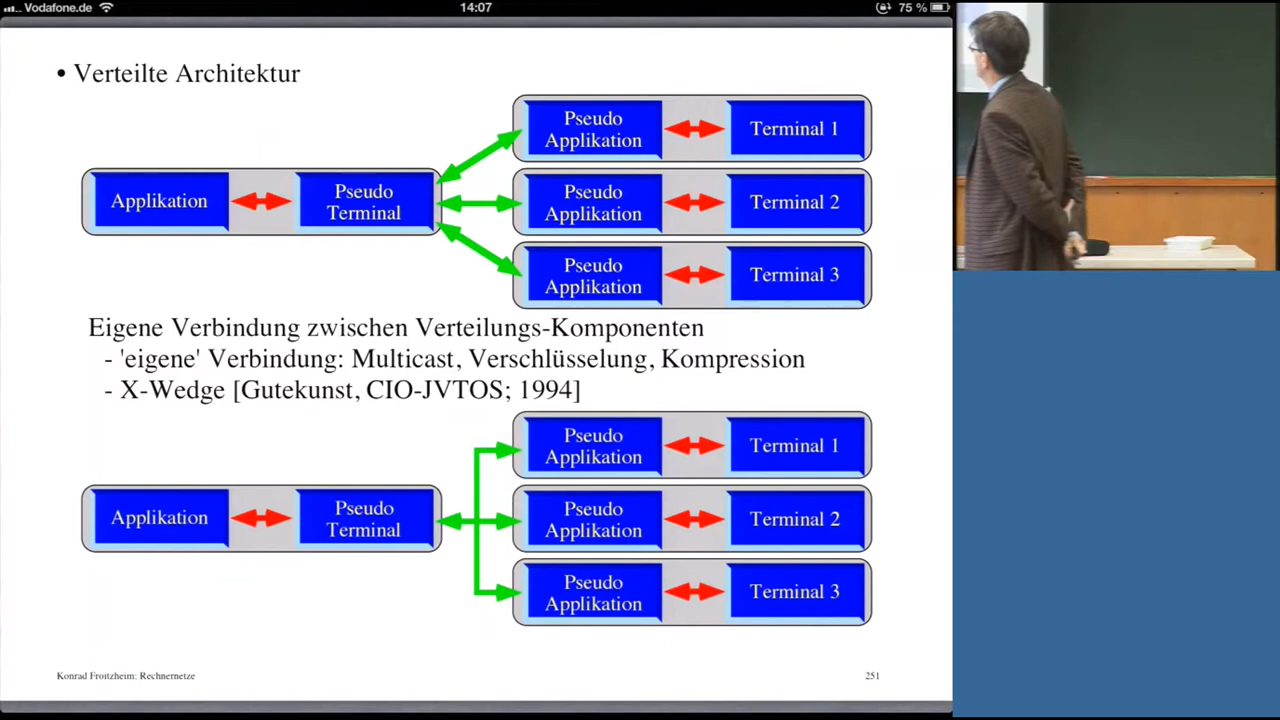 Vodafone.de
14:07
75 %
• Verteilte Architektur
Pseudo
Applikation
Terminal 1
Applikation
Pseudo
Terminal
Pseudo
Applikation
Terminal 2
Pseudo
Applikation
Terminal 3
Eigene Verbindung zwischen Verteilungs-Komponenten
- 'eigene' Verbindung: Multicast, Verschlüsselung, Kompression
- X-Wedge [Gutekunst, CIO-JVTOS; 1994]
Pseudo
Applikation
Terminal 1
Applikation
Pseudo
Terminal
Pseudo
Applikation
Terminal 2
Pseudo
Applikation
Terminal 3
Konrad Froitzheim: Rechnernetze
251